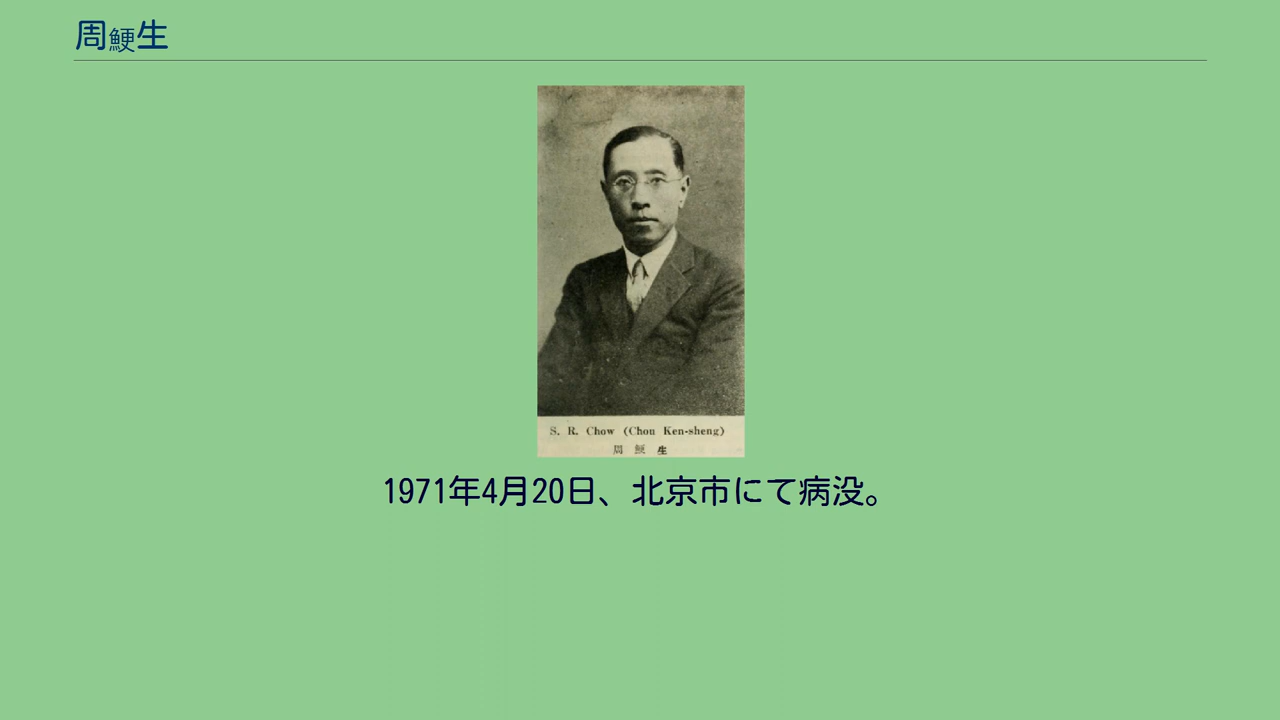 周鯁生
S. R. Chow (Chou Ken-sheng)
周 鯁 生
1971年4月20日、北京市にて病没。